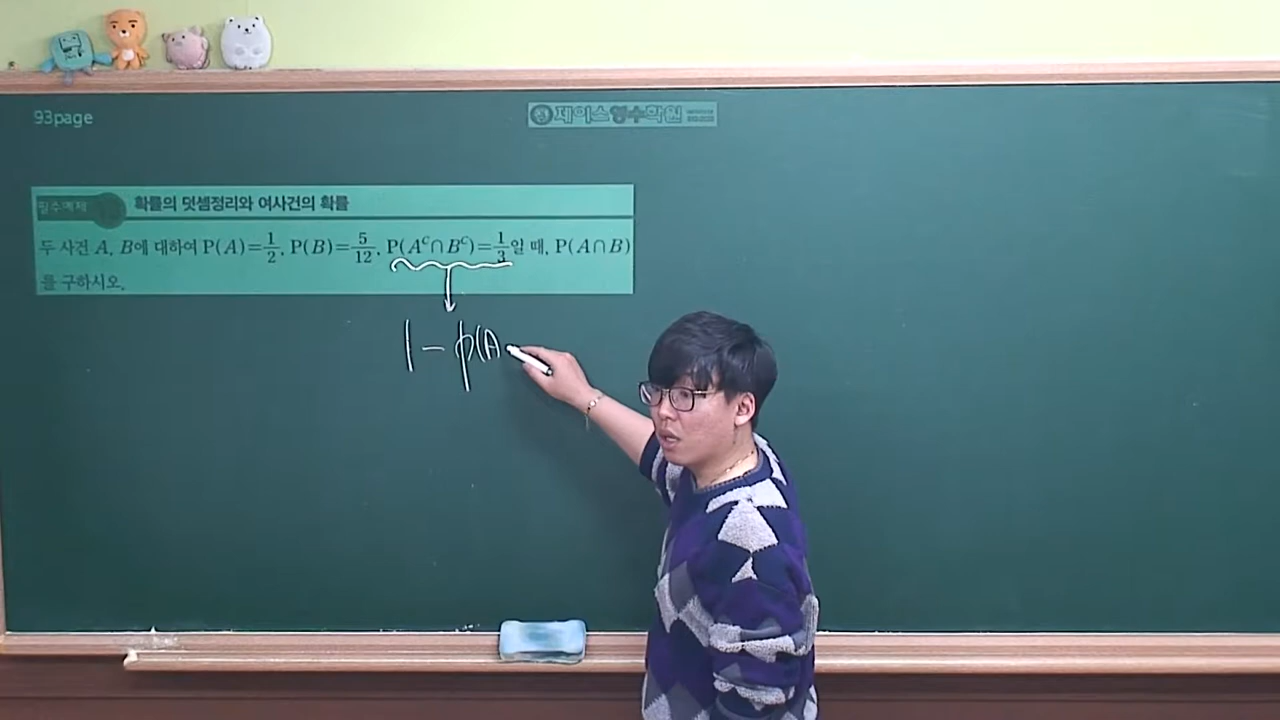 93page
제이스영수학원
필수예제
확률의 덧셈정리와 여사건의 확률
두 사건 A, B에 대하여 P(A)=1/2, P(B)=5/12, P(A^C∩B^C)=1/3일 때, P(A∩B)
를 구하시오.
1-p(A